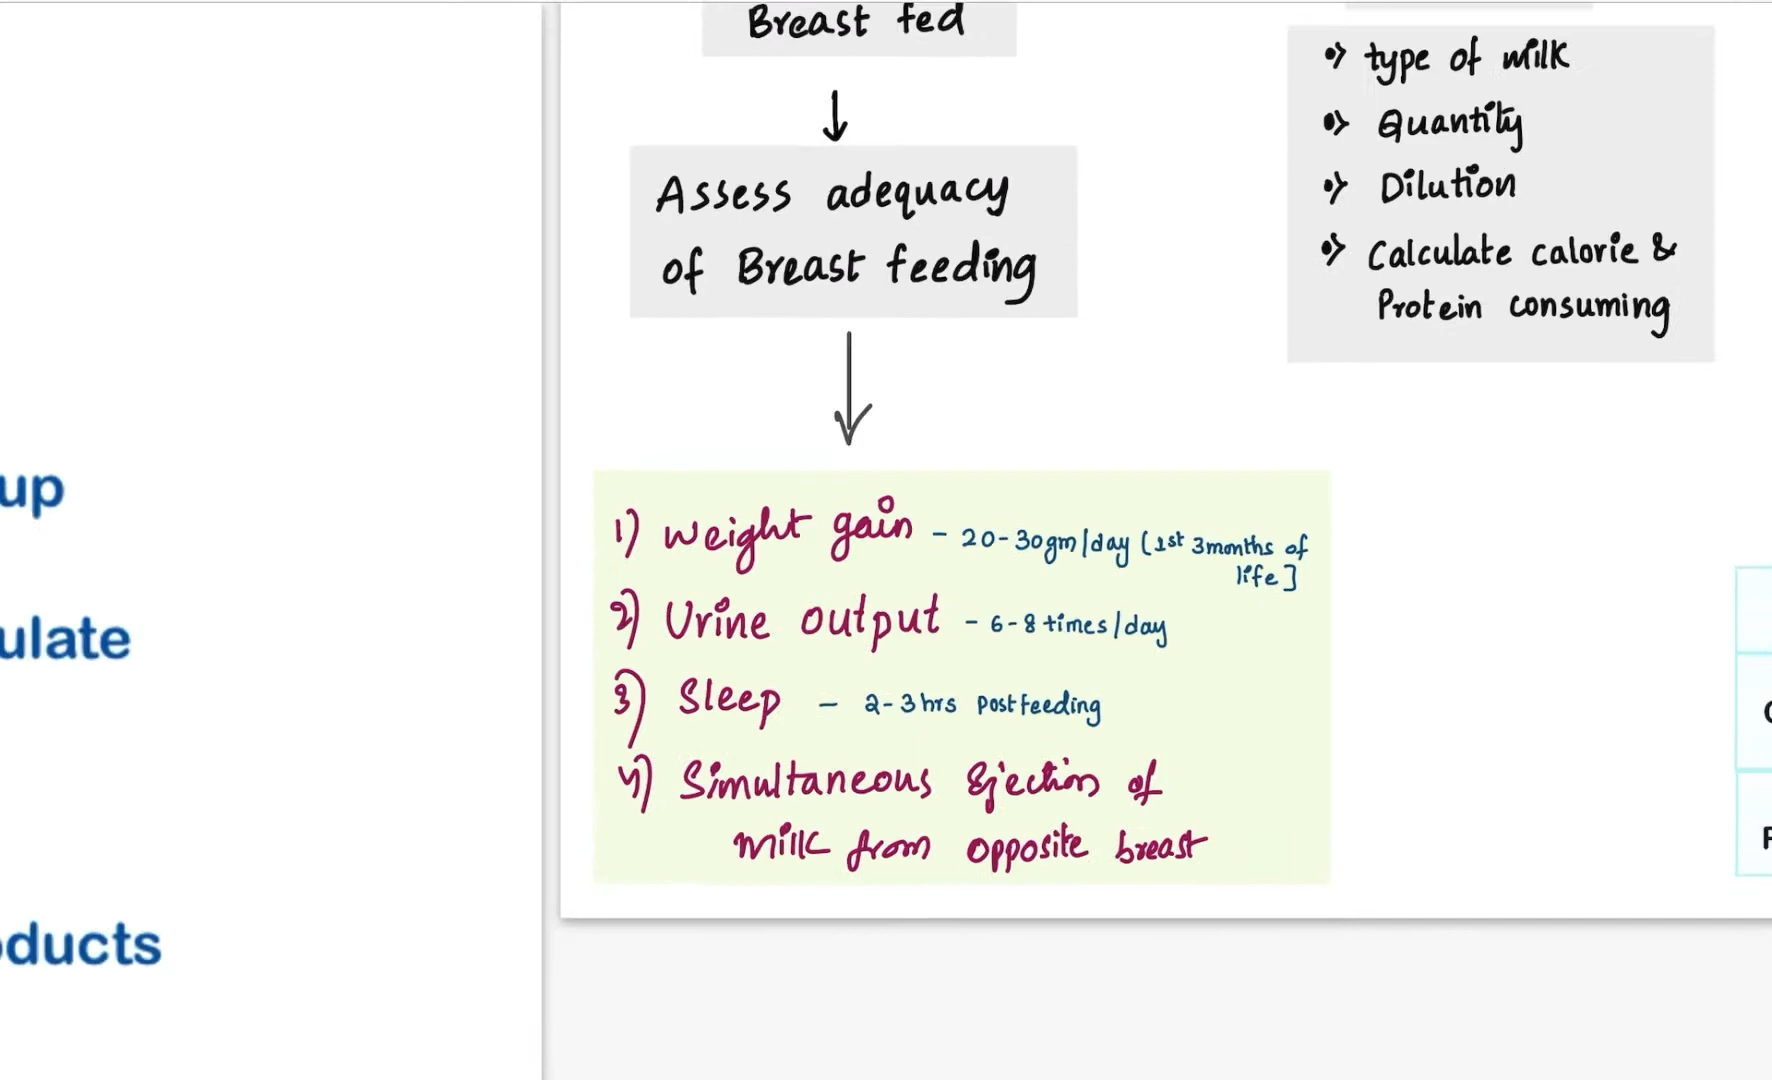 Breast fed
Assess adequacy
of Breast feeding
1) Weight gain - 20-30gm/day (1st 3months of
life]
2) Urine output - 6-8 times/day
3) Sleep - 2-3 hrs Post feeding
4) Simultaneous Ejection of
milk from opposite breast
type of milk
Quantity
Dilution
Calculate calorie &
Protein consuming
up
ulate
oducts